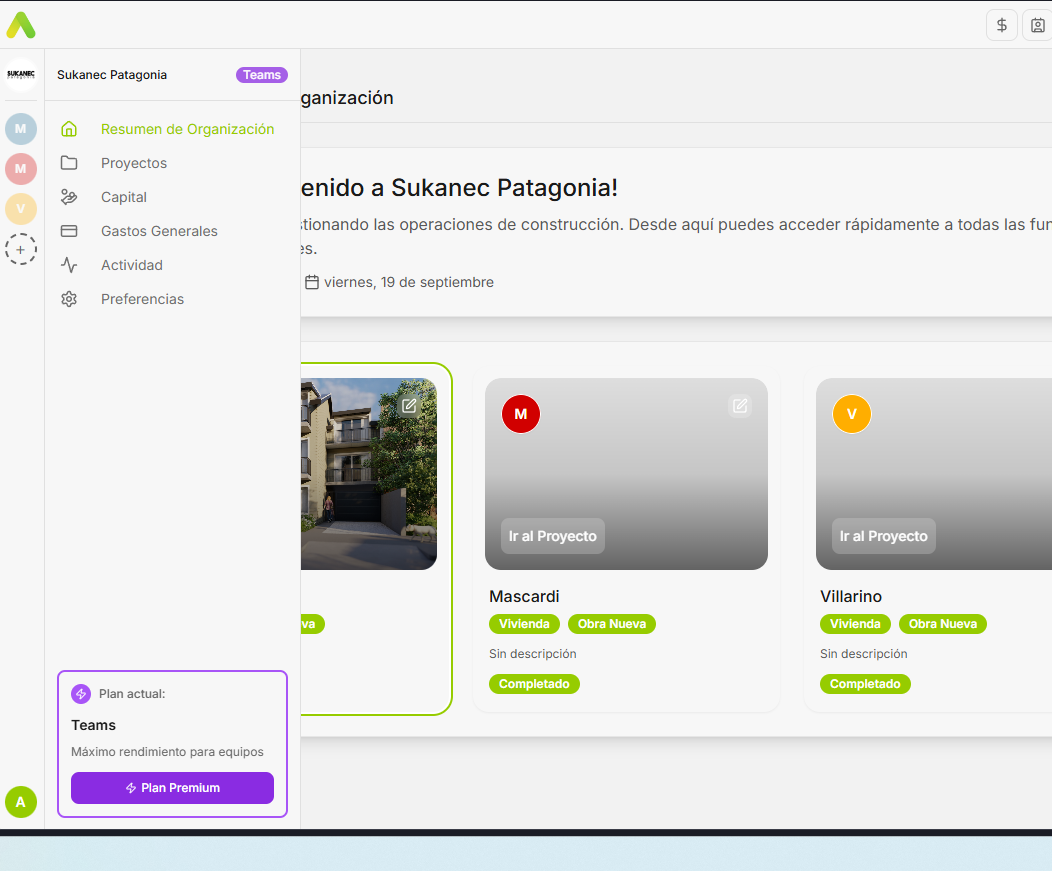 SUKANEC
Sukanec Patagonia
Teams
M
M
V
+
Resumen de Organización
Proyectos
Capital
Gastos Generales
Actividad
Preferencias
Plan actual:
Teams
Máximo rendimiento para equipos
Plan Premium
A
$
ganización
enido a Sukanec Patagonia!
stionando las operaciones de construcción. Desde aquí puedes acceder rápidamente a todas las fun
es.
viernes, 19 de septiembre
va
M
Ir al Proyecto
Mascardi
Vivienda
Obra Nueva
Sin descripción
Completado
V
Ir al Proyecto
Villarino
Vivienda
Obra Nueva
Sin descripción
Completado